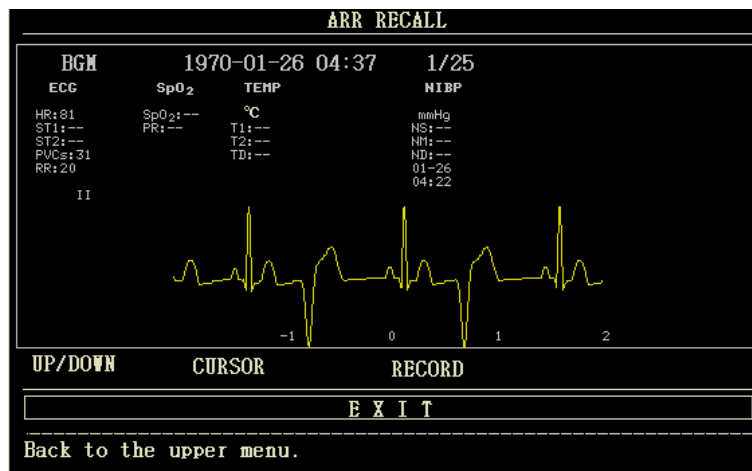 ARR RECALL
BGM 1970-01-26 04:37 1/25
ECG SpO₂ TEMP NIBP
HR:81 SpO₂:-- °C mmHg
ST1:-- PR:-- T1:-- NS:--
ST2:-- T2:-- NM:--
PVCs:31 TD:-- ND:--
RR:20 01-26
04:22
II
-1 0 1 2
UP/DOWN CURSOR RECORD
E X I T
Back to the upper menu.